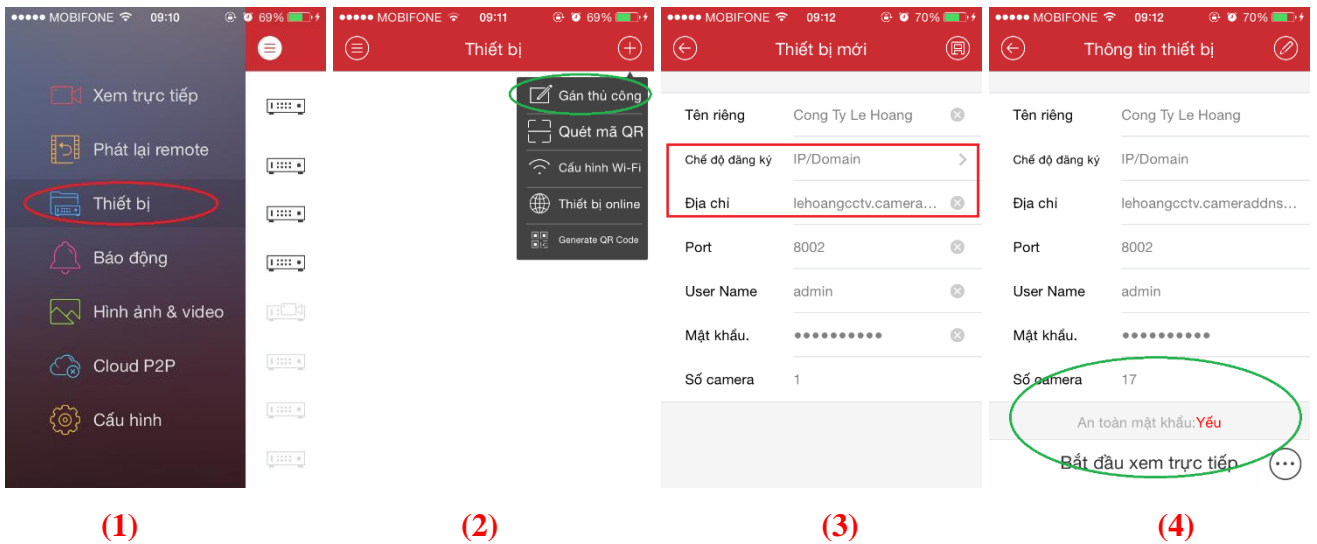 MOBIFONE 09:10 69%
Xem trực tiếp
Phát lại remote
Thiết bị
Báo động
Hình ảnh & video
Cloud P2P
Cấu hình
(1)
MOBIFONE 09:11 69%
Thiết bị
Gán thủ công
Quét mã QR
Cấu hình Wi-Fi
Thiết bị online
Generate QR Code
(2)
MOBIFONE 09:12 70%
Thiết bị mới
Tên riêng Cong Ty Le Hoang
Chế độ đăng ký IP/Domain
Địa chỉ lehoangcctv.camera...
Port 8002
User Name admin
Mật khẩu. ●●●●●●●●●●
Số camera 1
(3)
MOBIFONE 09:12 70%
Thông tin thiết bị
Tên riêng Cong Ty Le Hoang
Chế độ đăng ký IP/Domain
Địa chỉ lehoangcctv.cameraddns...
Port 8002
User Name admin
Mật khẩu. ●●●●●●●●●●
Số camera 17
An toàn mật khẩu:Yếu
Bắt đầu xem trực tiếp
(4)